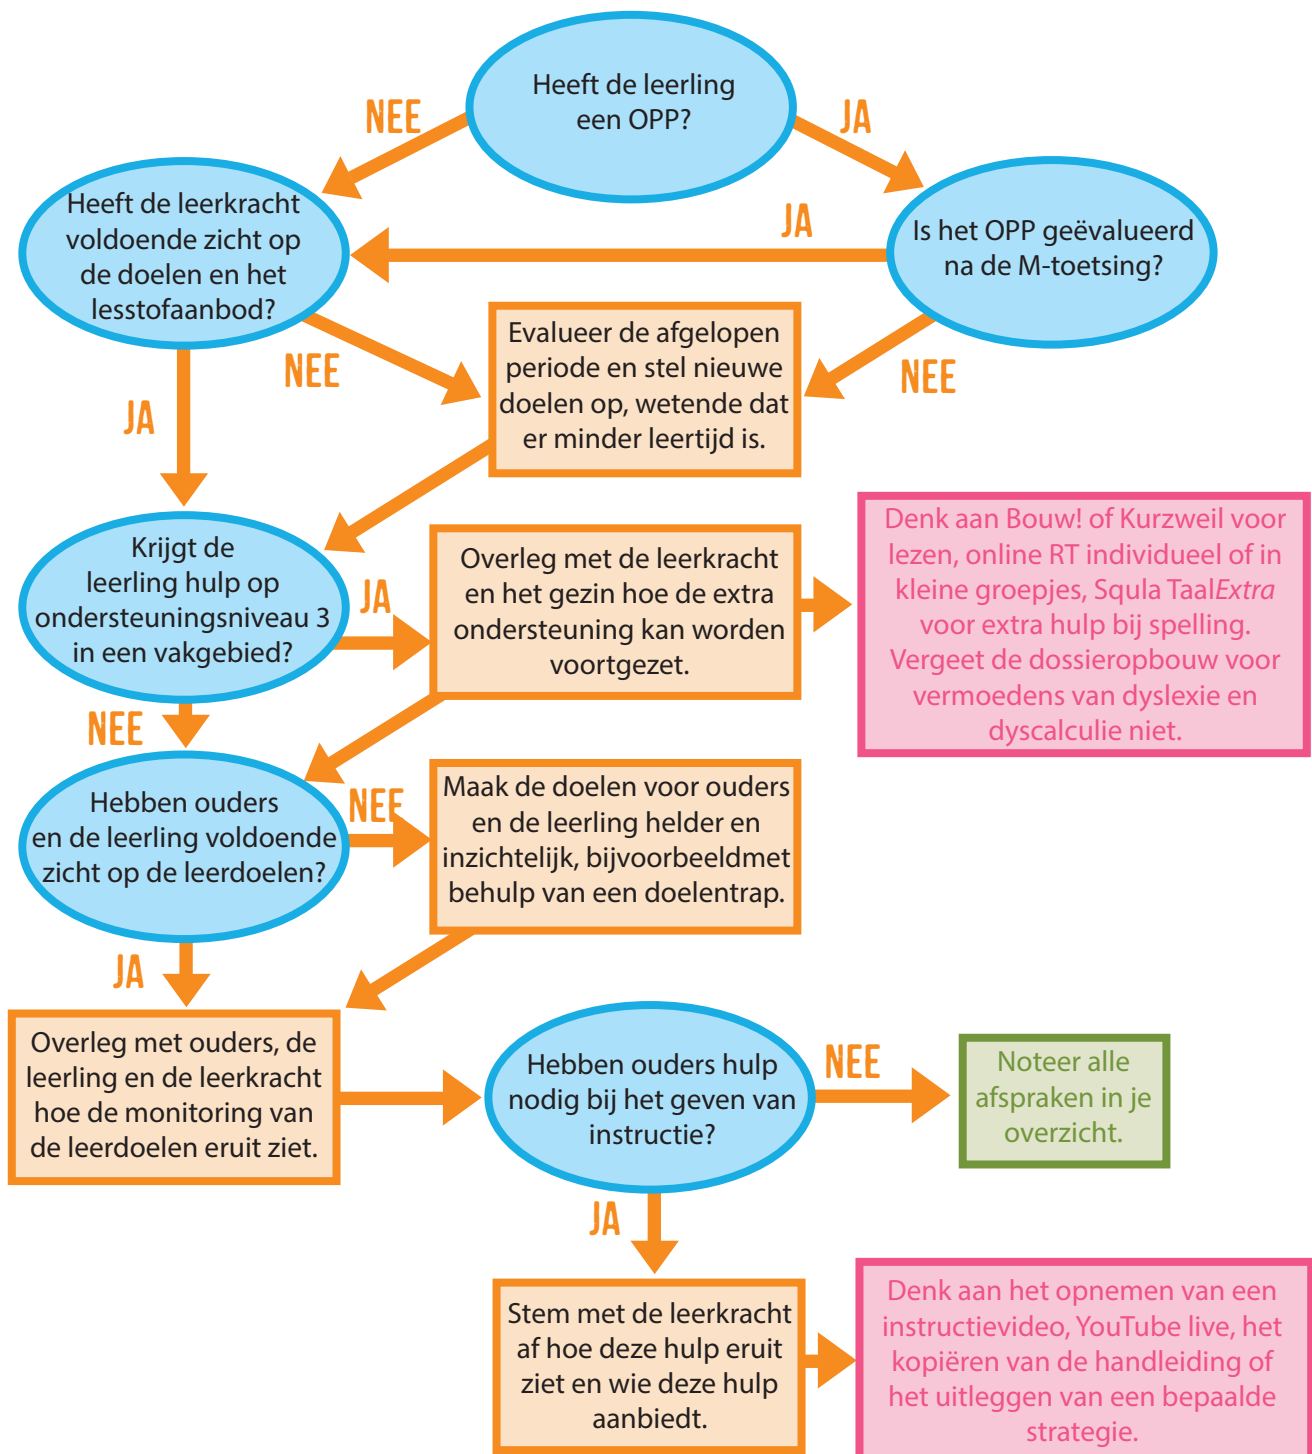 Heeft de leerling
een OPP?
NEE
JA
Heeft de leerkracht
voldoende zicht op
de doelen en het
lesstofaanbod?
JA
Is het OPP geëvalueerd
na de M-toetsing?
NEE
Evalueer de afgelopen
periode en stel nieuwe
doelen op, wetende dat
er minder leertijd is.
NEE
JA
Krijgt de
leerling hulp op
ondersteuningsniveau 3
in een vakgebied?
JA
Overleg met de leerkracht
en het gezin hoe de extra
ondersteuning kan worden
voortgezet.
Denk aan Bouw! of Kurzweil voor
lezen, online RT individueel of in
kleine groepjes, Squla TaalExtra
voor extra hulp bij spelling.
Vergeet de dossieropbouw voor
vermoedens van dyslexie en
dyscalculie niet.
NEE
Hebben ouders
en de leerling voldoende
zicht op de leerdoelen?
NEE
Maak de doelen voor ouders
en de leerling helder en
inzichtelijk, bijvoorbeeldmet
behulp van een doelentrap.
JA
Overleg met ouders, de
leerling en de leerkracht
hoe de monitoring van
de leerdoelen eruit ziet.
Hebben ouders hulp
nodig bij het geven van
instructie?
NEE
Noteer alle
afspraken in je
overzicht.
JA
Stem met de leerkracht
af hoe deze hulp eruit
ziet en wie deze hulp
aanbiedt.
Denk aan het opnemen van een
instructievideo, YouTube live, het
kopiëren van de handleiding of
het uitleggen van een bepaalde
strategie.